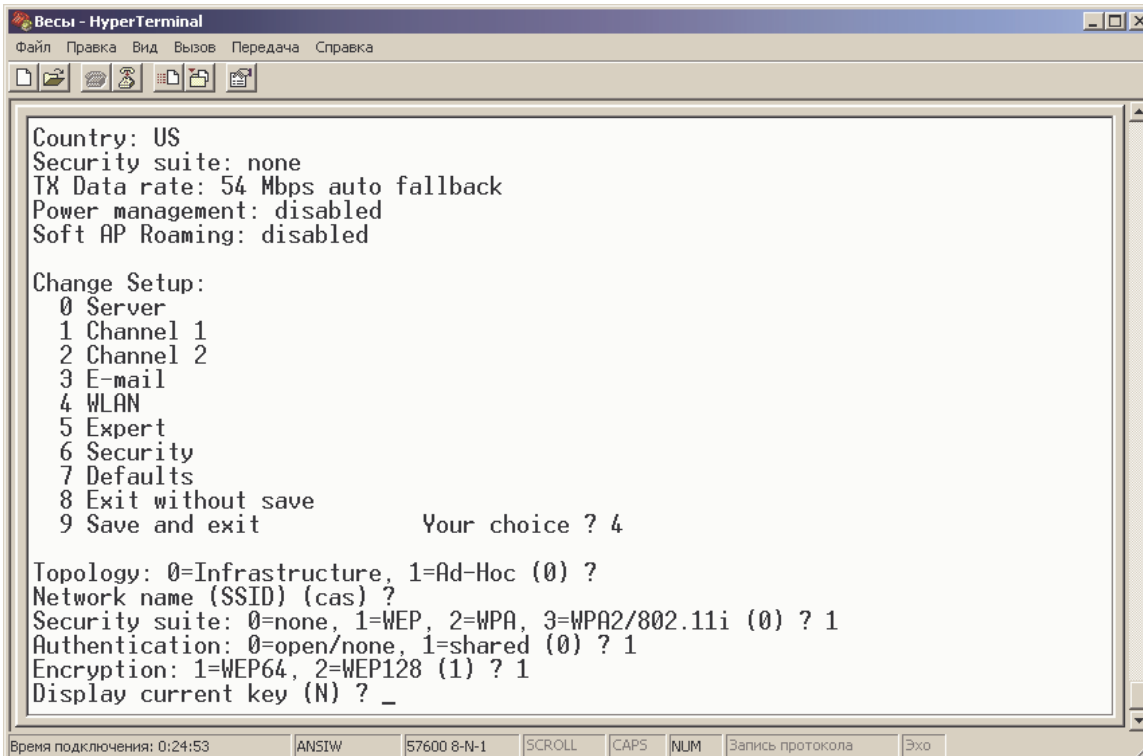 Весы - HyperTerminal
Файл Правка Вид Вызов Передача Справка
Country: US
Security suite: none
TX Data rate: 54 Mbps auto fallback
Power management: disabled
Soft AP Roaming: disabled
Change Setup:
0 Server
1 Channel 1
2 Channel 2
3 E-mail
4 WLAN
5 Expert
6 Security
7 Defaults
8 Exit without save
9 Save and exit Your choice ? 4
Topology: 0=Infrastructure, 1=Ad-Hoc (0) ?
Network name (SSID) (cas) ?
Security suite: 0=none, 1=WEP, 2=WPA, 3=WPA2/802.11i (0) ? 1
Authentication: 0=open/none, 1=shared (0) ? 1
Encryption: 1=WEP64, 2=WEP128 (1) ? 1
Display current key (N) ? _
Время подключения: 0:24:53 ANSIW 57600 8-N-1 SCROLL CAPS NUM Запись протокола Эхо